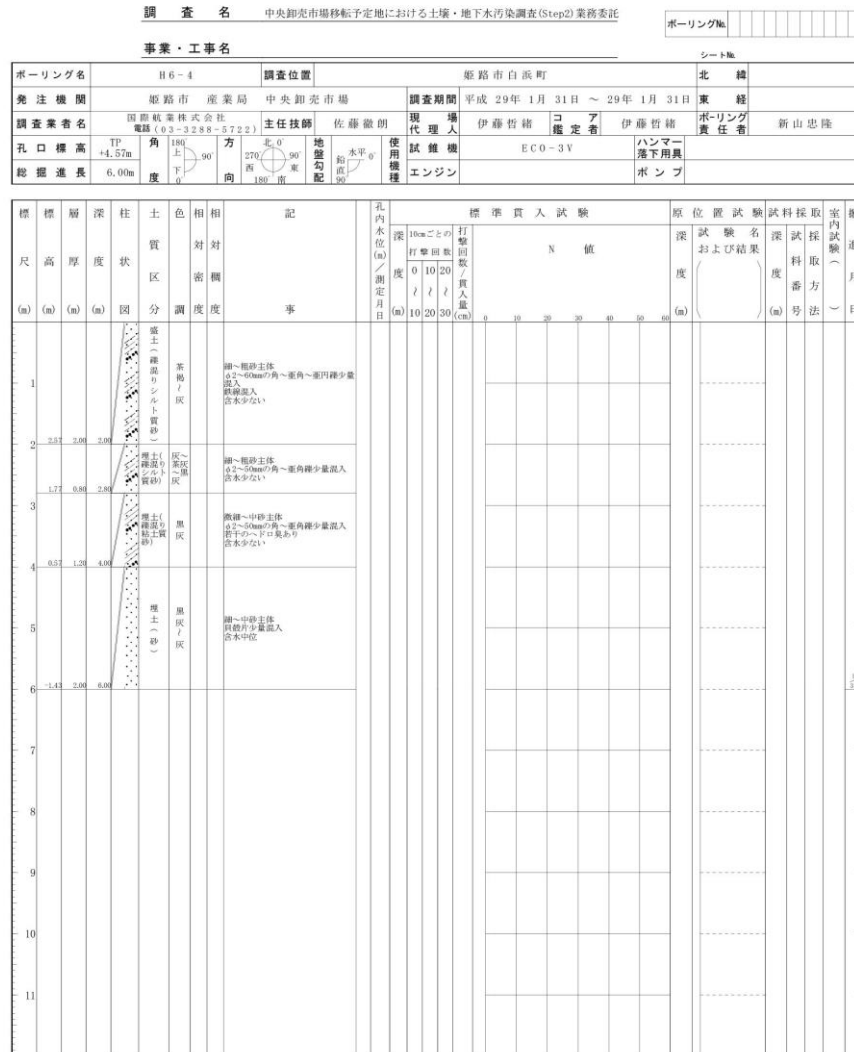 調査名 中央卸売市場移転予定地における土壌・地下水汚染調査(Step2)業務委託
ボーリング№
事業・工事名
シート№
ボーリング名 H6-4 調査位置 姫路市白浜町 北緯
発注機関 姫路市 産業局 中央卸売市場 調査期間 平成 29年 1月 31日 ～ 29年 1月 31日 東経
調査業者名 国際航業株式会社 電話(03-3288-5722) 主任技師 佐藤徹朗 現場代理人 伊藤哲緒 コア鑑定者 伊藤哲緒 ボーリング責任者 新山忠隆
孔口標高 TP +4.57m 角度 180° 上 下 0° 90° 方向 北 0° 270° 西 90° 東 180° 南 地盤勾配 水平 0° 鉛直 90° 使用機種 試錐機 ECO-3V ハンマー落下用具
総掘進長 6.00m エンジン ポンプ
標尺(m) 標高(m) 層厚(m) 深度(m) 柱状図 土質区分 色調 相対密度 相対稠度 記事 孔内水位(m)/測定月日 標準貫入試験 原位置試験 試料採取 室内試験()
深度(m) 10cmごとの打撃回数 0～10 10～20 20～30 打撃回数/貫入量(cm) N値 深度(m) 試験名および結果() 深度(m) 試料番号 採取方法
0 10 20 30 40 50 60
盛土(礫混りシルト質砂) 茶褐～灰
細～粗砂主体
φ2～60mmの角～亜角～亜円礫少量
混入
鉄線混入
含水少ない
1
2 2.57 2.00 2.00
埋土(礫混りシルト質砂) 灰～茶灰～黒灰
細～粗砂主体
φ2～50mmの角～亜角礫少量混入
含水少ない
1.77 0.80 2.80
3
埋土(礫混り粘土質砂) 黒灰
微細～中砂主体
φ2～50mmの角～亜角礫少量混入
若干のヘドロ臭あり
含水少ない
4 0.57 1.20 4.00
埋土(砂) 黒灰～灰
細～中砂主体
貝殻片少量混入
含水中位
5
6 -1.43 2.00 6.00
7
8
9
10
11